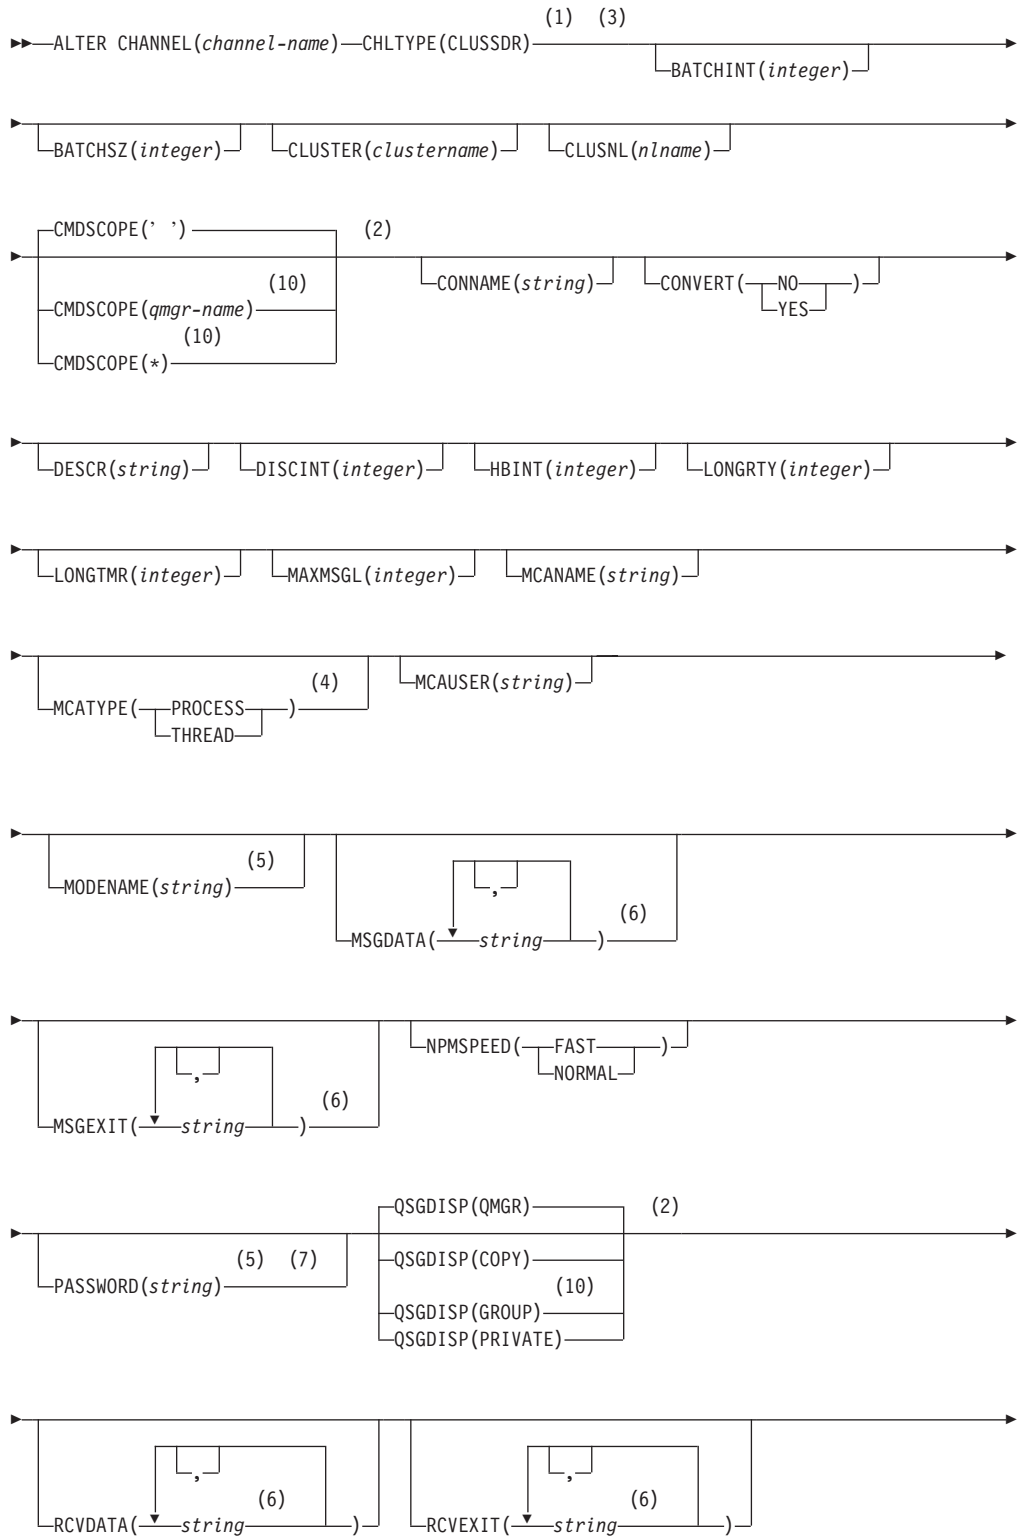 (1) (3)
ALTER CHANNEL(channel-name) CHLTYPE(CLUSSDR)
BATCHINT(integer)
BATCHSZ(integer) CLUSTER(clustername) CLUSNL(nlname)
CMDSCOPE(' ') (2)
CMDSCOPE(qmgr-name) (10)
CMDSCOPE(*) (10)
CONNAME(string) CONVERT( NO )
YES
DESCR(string) DISCINT(integer) HBINT(integer) LONGRTY(integer)
LONGTMR(integer) MAXMSGL(integer) MCANAME(string)
(4)
MCATYPE( PROCESS ) MCAUSER(string)
THREAD
(5)
MODENAME(string)
,
(6)
MSGDATA( string )
,
(6)
MSGEXIT( string )
NPMSPEED( FAST )
NORMAL
(5) (7)
PASSWORD(string)
QSGDISP(QMGR) (2)
QSGDISP(COPY)
(10)
QSGDISP(GROUP)
QSGDISP(PRIVATE)
,
(6)
RCVDATA( string )
,
(6)
RCVEXIT( string )